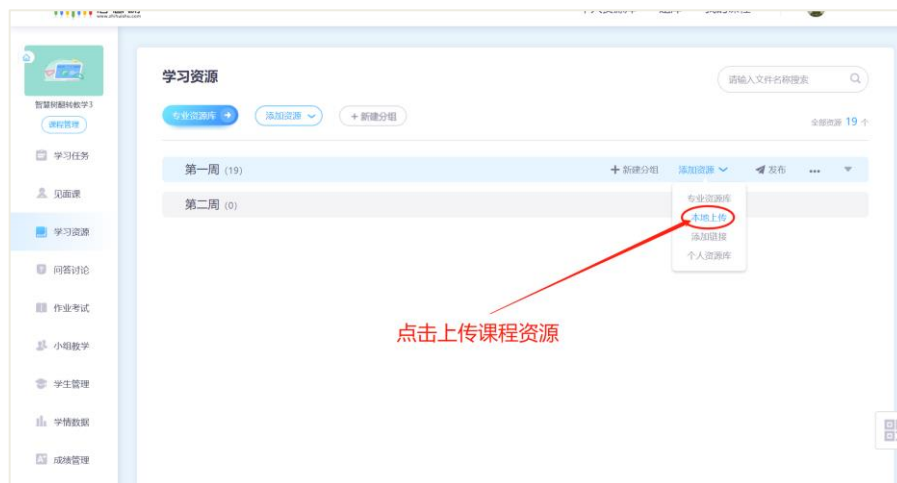 www.zhihuishu.com
学习资源
请输入文件名称搜索
智慧树翻转教学3
课程管理
专业资源库
添加资源
+ 新建分组
全部资源 19 个
学习任务
第一周 (19)
+ 新建分组 添加资源 发布 •••
见面课
第二周 (0)
专业资源库
本地上传
添加链接
个人资源库
学习资源
问答讨论
作业考试
点击上传课程资源
小组教学
学生管理
学情数据
成绩管理